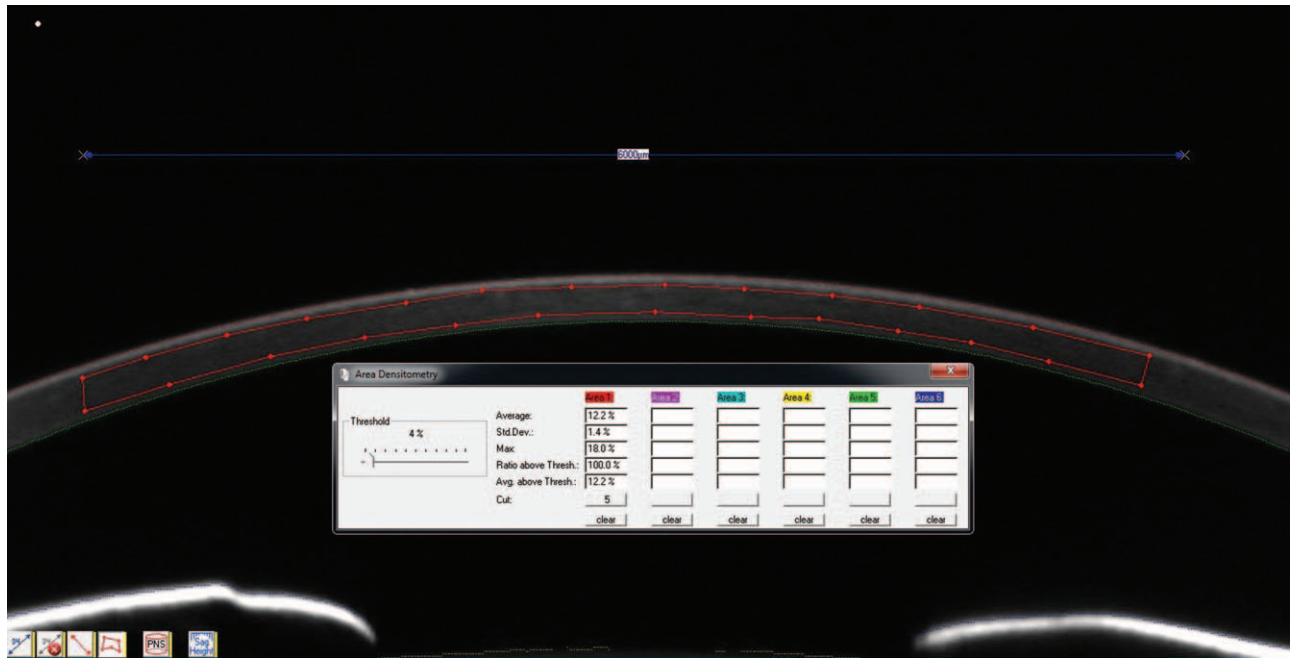 6000µm
Area Densitometry
Area 1: Area 2: Area 3: Area 4: Area 5: Area 6:
Threshold
4 %
Average: 12.2 %
Std.Dev.: 1.4 %
Max: 18.0 %
Ratio above Thresh.: 100.0 %
Avg. above Thresh.: 12.2 %
Cut: 5
clear clear clear clear clear clear
PNS
Sag
Height